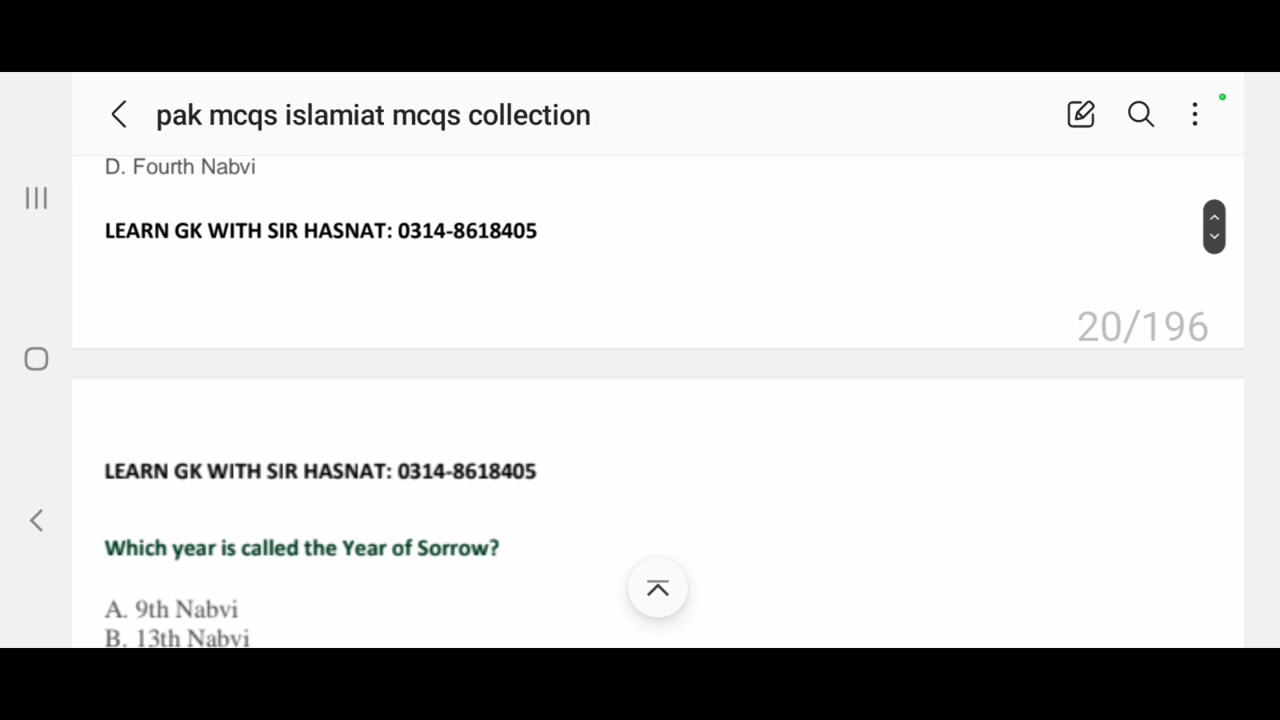 pak mcqs islamiat mcqs collection
D. Fourth Nabvi
LEARN GK WITH SIR HASNAT: 0314-8618405
20/196
LEARN GK WITH SIR HASNAT: 0314-8618405
Which year is called the Year of Sorrow?
A. 9th Nabvi
B. 13th Nabvi